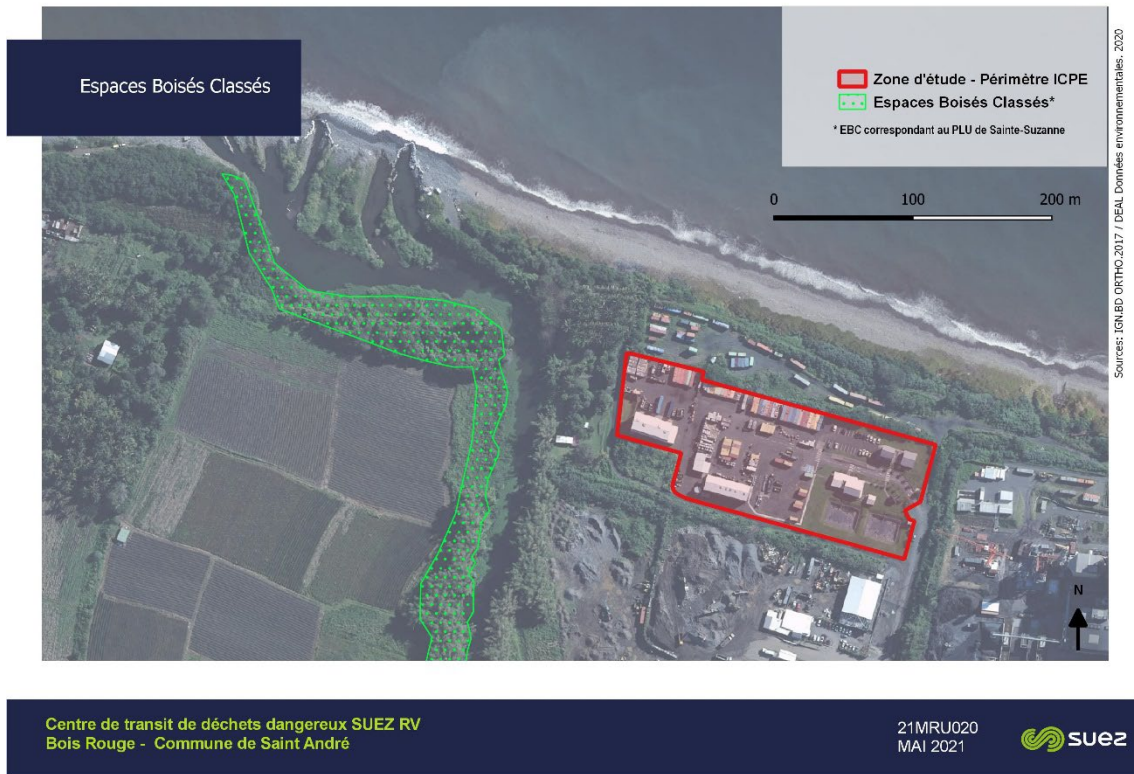 Espaces Boisés Classés
Zone d'étude - Périmètre ICPE
Espaces Boisés Classés*
* EBC correspondant au PLU de Sainte-Suzanne
0 100 200 m
Sources: IGN.BD ORTHO.2017 / DEAL Données environnementales. 2020
N
Centre de transit de déchets dangereux SUEZ RV
Bois Rouge - Commune de Saint André
21MRU020
MAI 2021
suez